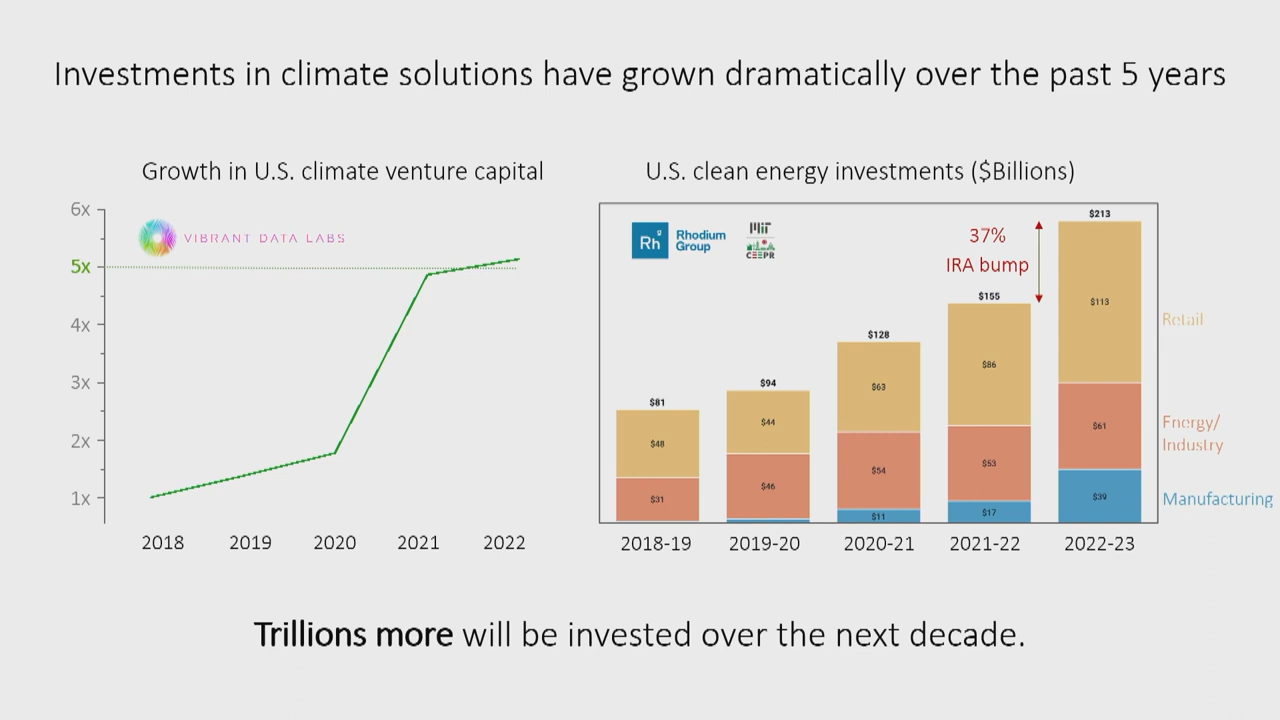 Investments in climate solutions have grown dramatically over the past 5 years
Growth in U.S. climate venture capital
6x
5x
4x
3x
2x
1x
VIBRANT DATA LABS
2018 2019 2020 2021 2022
U.S. clean energy investments ($Billions)
Rh
Rhodium
Group
MIT
CEEPR
37%
IRA bump
$81
$48
$31
$94
$44
$46
$128
$63
$54
$11
$155
$86
$53
$17
$213
$113
$61
$39
Retail
Energy/
Industry
Manufacturing
2018-19 2019-20 2020-21 2021-22 2022-23
Trillions more will be invested over the next decade.